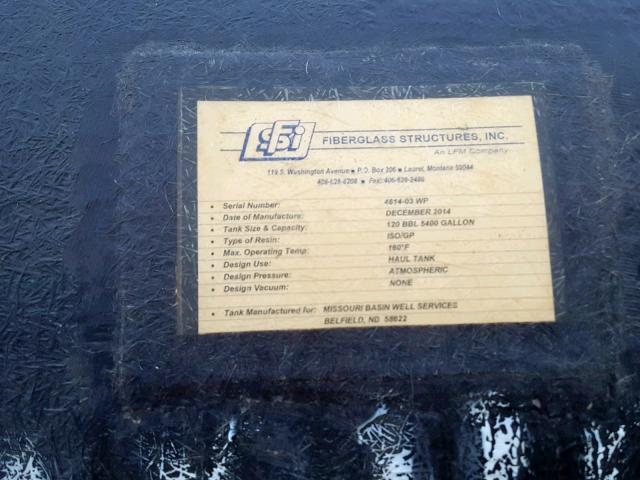 FSi FIBERGLASS STRUCTURES, INC.
An LFM Company
119 S. Washington Avenue ■ P.O. Box 206 ■ Laurel, Montana 59044
406-628-6208 ■ Fax: 406-628-2480
• Serial Number: 4614-03 WP
• Date of Manufacture: DECEMBER 2014
• Tank Size & Capacity: 120 BBL 5400 GALLON
• Type of Resin: ISO/GP
• Max. Operating Temp: 160°F
• Design Use: HAUL TANK
• Design Pressure: ATMOSPHERIC
• Design Vacuum: NONE
• Tank Manufactured for: MISSOURI BASIN WELL SERVICES
BELFIELD, ND 58622